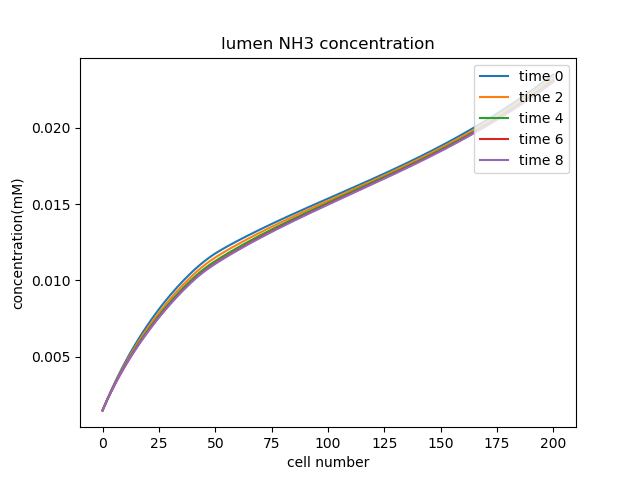 lumen NH3 concentration
time 0
time 2
time 4
time 6
time 8
0.020
0.015
0.010
0.005
concentration(mM)
0 25 50 75 100 125 150 175 200
cell number